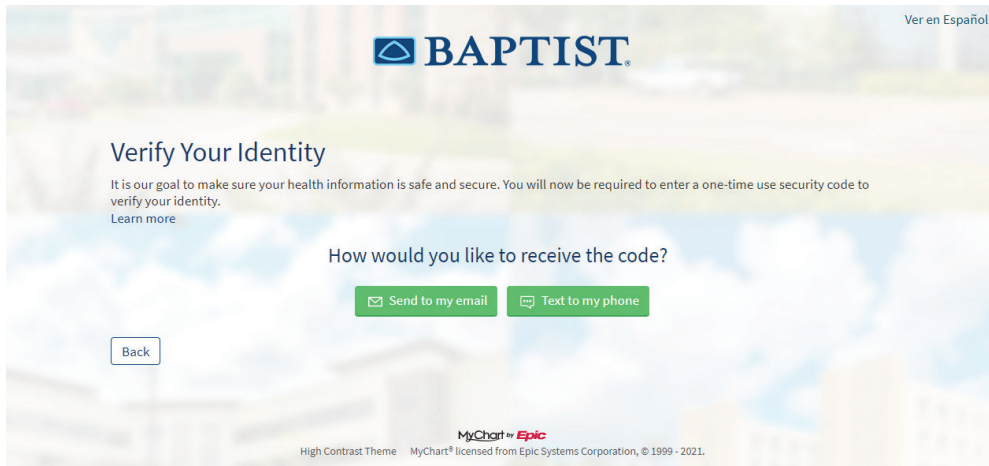 Ver en Español
BAPTIST®
Verify Your Identity
It is our goal to make sure your health information is safe and secure. You will now be required to enter a one-time use security code to
verify your identity.
Learn more
How would you like to receive the code?
Send to my email
Text to my phone
Back
MyChart by Epic
High Contrast Theme MyChart® licensed from Epic Systems Corporation, © 1999 - 2021.